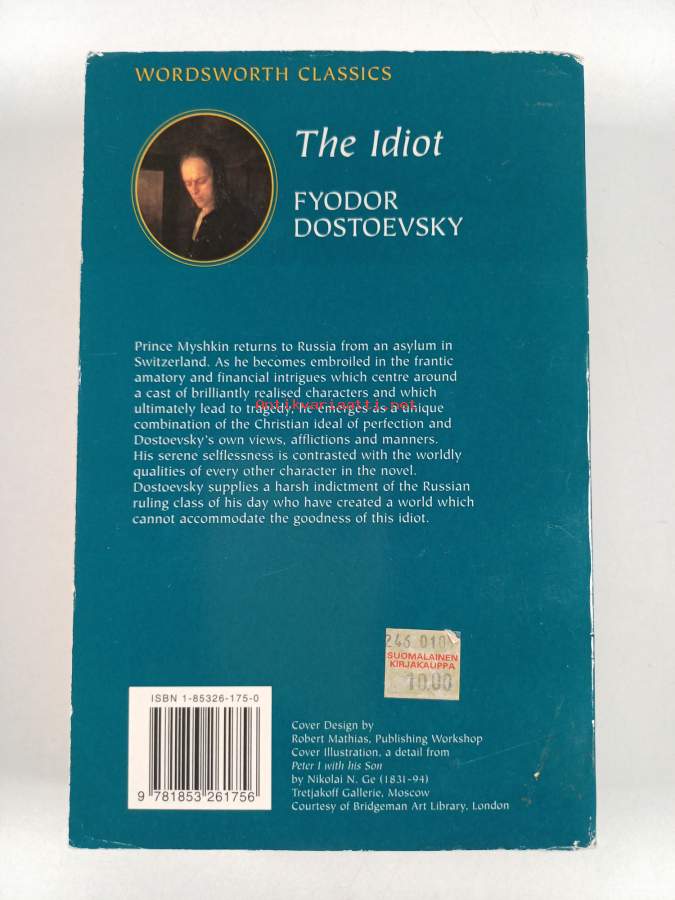 WORDSWORTH CLASSICS
The Idiot
FYODOR
DOSTOEVSKY
Prince Myshkin returns to Russia from an asylum in
Switzerland. As he becomes embroiled in the frantic
amatory and financial intrigues which centre around
a cast of brilliantly realised characters and which
ultimately lead to tragedy, he emerges as a unique
Antikvariaatti.net
combination of the Christian ideal of perfection and
Dostoevsky's own views, afflictions and manners.
His serene selflessness is contrasted with the worldly
qualities of every other character in the novel.
Dostoevsky supplies a harsh indictment of the Russian
ruling class of his day who have created a world which
cannot accommodate the goodness of this idiot.
SUOMALAINEN
KIRJAKAUPPA
10.00
ISBN 1-85326-175-0
9 781853 261756
Cover Design by
Robert Mathias, Publishing Workshop
Cover Illustration, a detail from
Peter I with his Son
by Nikolai N. Ge (1831-94)
Tretjakoff Gallerie, Moscow
Courtesy of Bridgeman Art Library, London